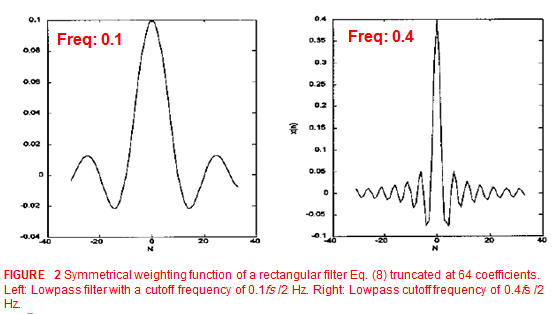 0.1
Freq: 0.1
0.08
0.06
0.04
0.02
0
-0.02
-0.04
-40 -20 0 20 40
N
0.4
Freq: 0.4
0.35
0.3
0.25
0.2
0.15
0.1
0.05
0
-0.05
-0.1
-40 -20 0 20 40
N
FIGURE 2 Symmetrical weighting function of a rectangular filter Eq. (8) truncated at 64 coefficients.
Left: Lowpass filter with a cutoff frequency of 0.1fs/2 Hz. Right: Lowpass cutoff frequency of 0.4fs /2
Hz.